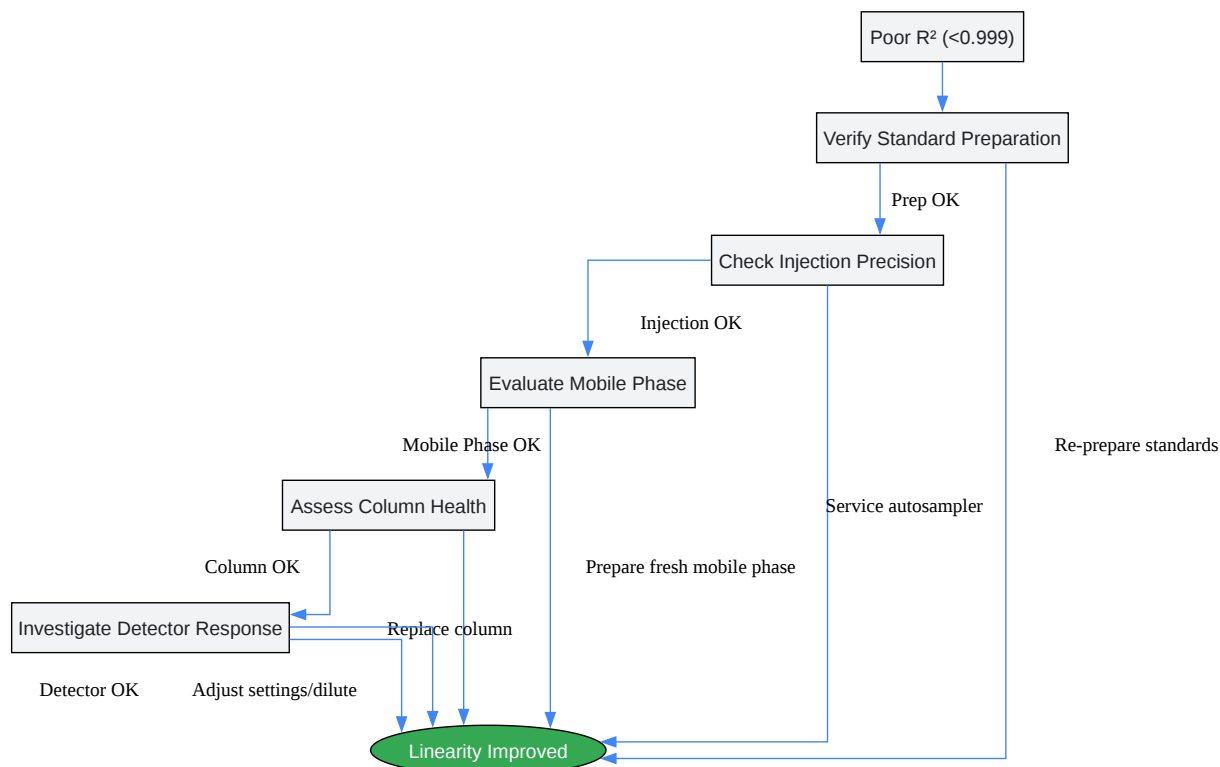 Poor R² (<0.999)
Verify Standard Preparation
Prep OK
Check Injection Precision
Injection OK
Evaluate Mobile Phase
Mobile Phase OK
Re-prepare standards
Assess Column Health
Service autosampler
Column OK
Prepare fresh mobile phase
Investigate Detector Response
Replace column
Detector OK
Adjust settings/dilute
Linearity Improved